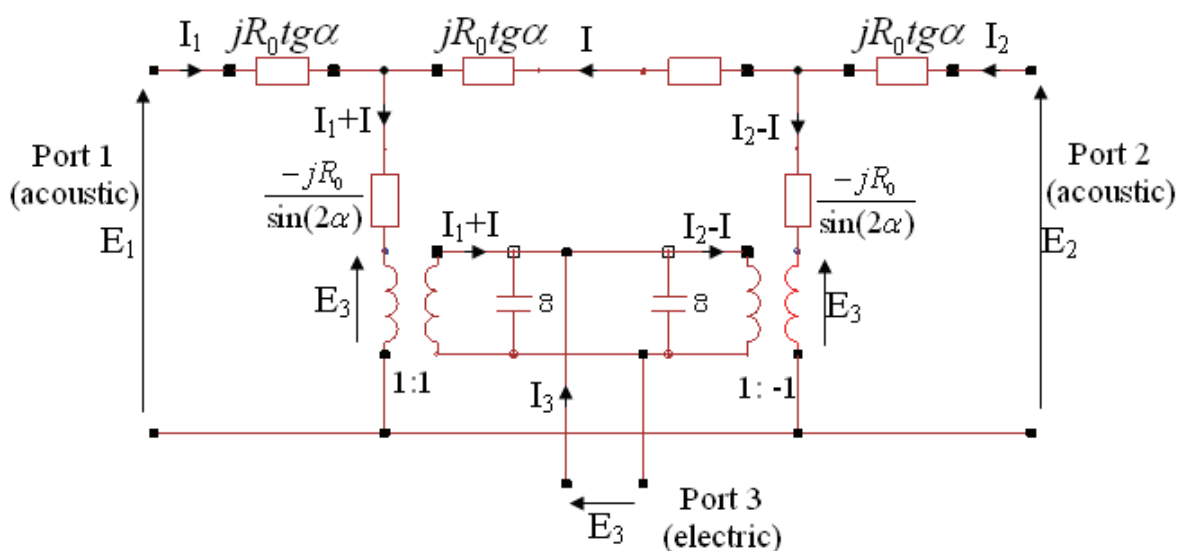 I₁ jR₀tgα jR₀tgα I jR₀tgα I₂
I₁+I I₂-I
Port 1
(acoustic)
E₁
-jR₀
sin(2α)
-jR₀
sin(2α)
Port 2
(acoustic)
E₂
I₁+I I₂-I
E₃ ∞ ∞ E₃
1:1 I₃ 1: -1
E₃
Port 3
(electric)